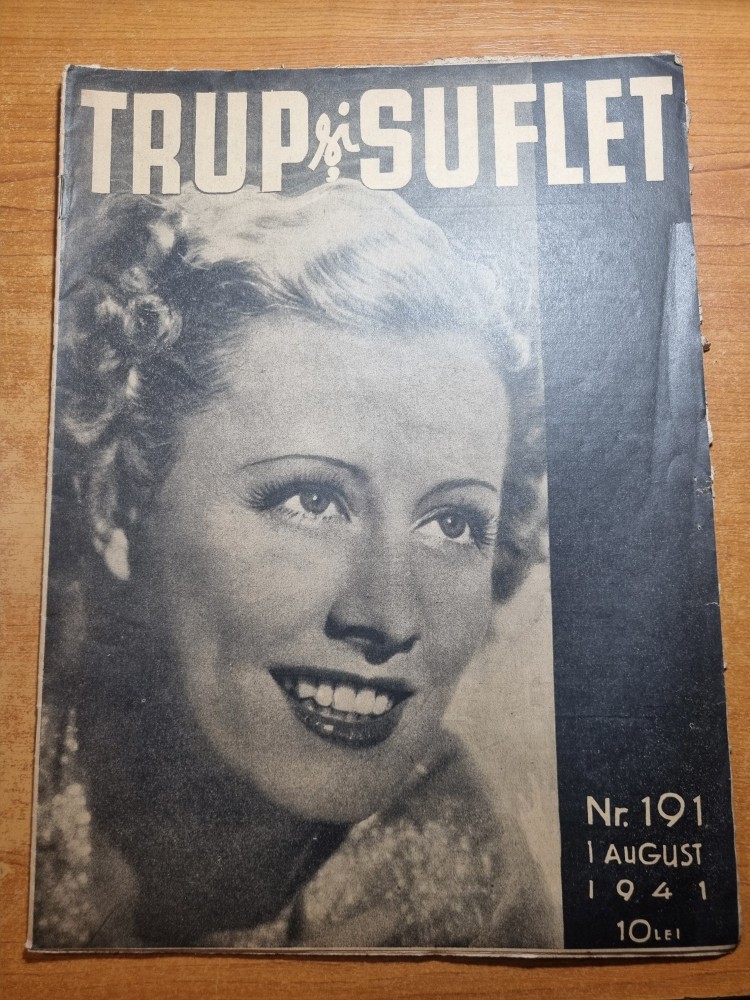 TRUP și SUFLET
Nr. 191
1 AuGUST
1941
10 LEI